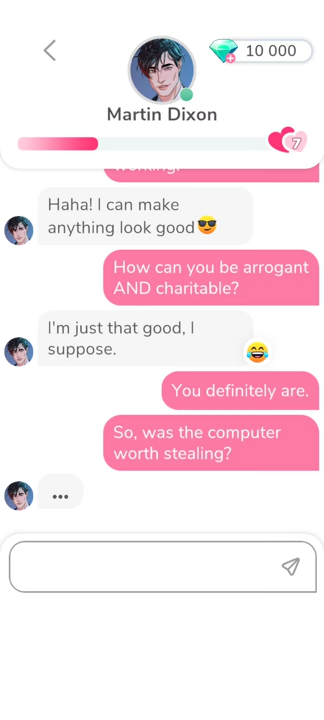 10 000
Martin Dixon
7
working.
Haha! I can make
anything look good😎
How can you be arrogant
AND charitable?
I'm just that good, I
suppose.
😂
You definitely are.
So, was the computer
worth stealing?
...